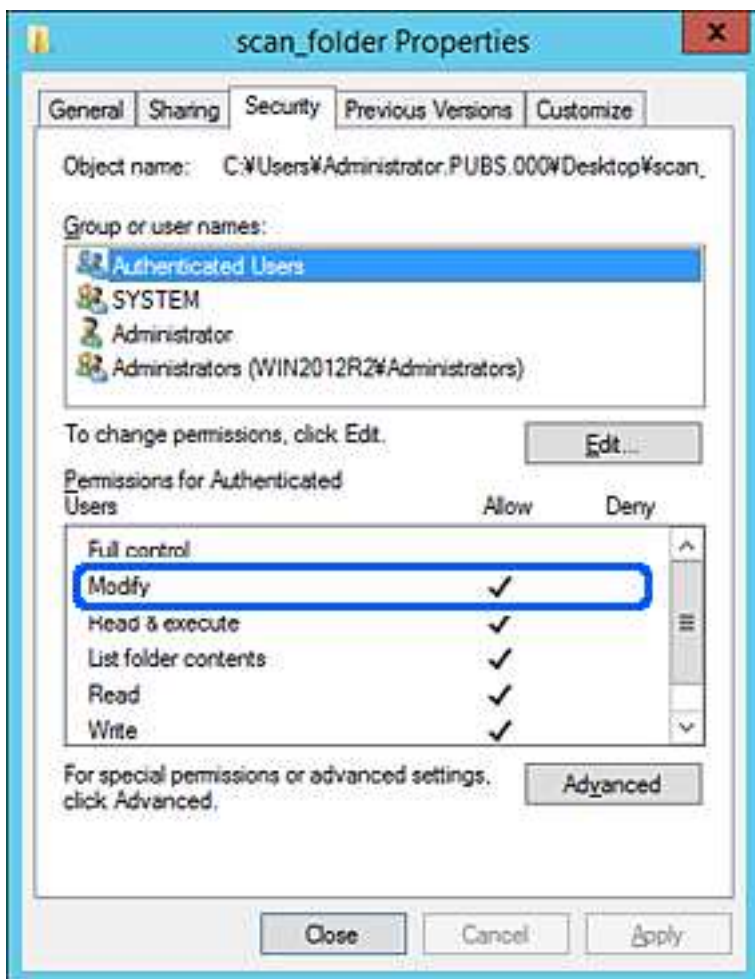 scan_folder Properties
General Sharing Security Previous Versions Customize
Object name: C:¥Users¥Administrator.PUBS.000¥Desktop¥scan_
Group or user names:
Authenticated Users
SYSTEM
Administrator
Administrators (WIN2012R2¥Administrators)
To change permissions, click Edit.
Edit...
Permissions for Authenticated
Users Allow Deny
Full control
Modify
Read & execute
List folder contents
Read
Write
For special permissions or advanced settings,
click Advanced.
Advanced
Close Cancel Apply